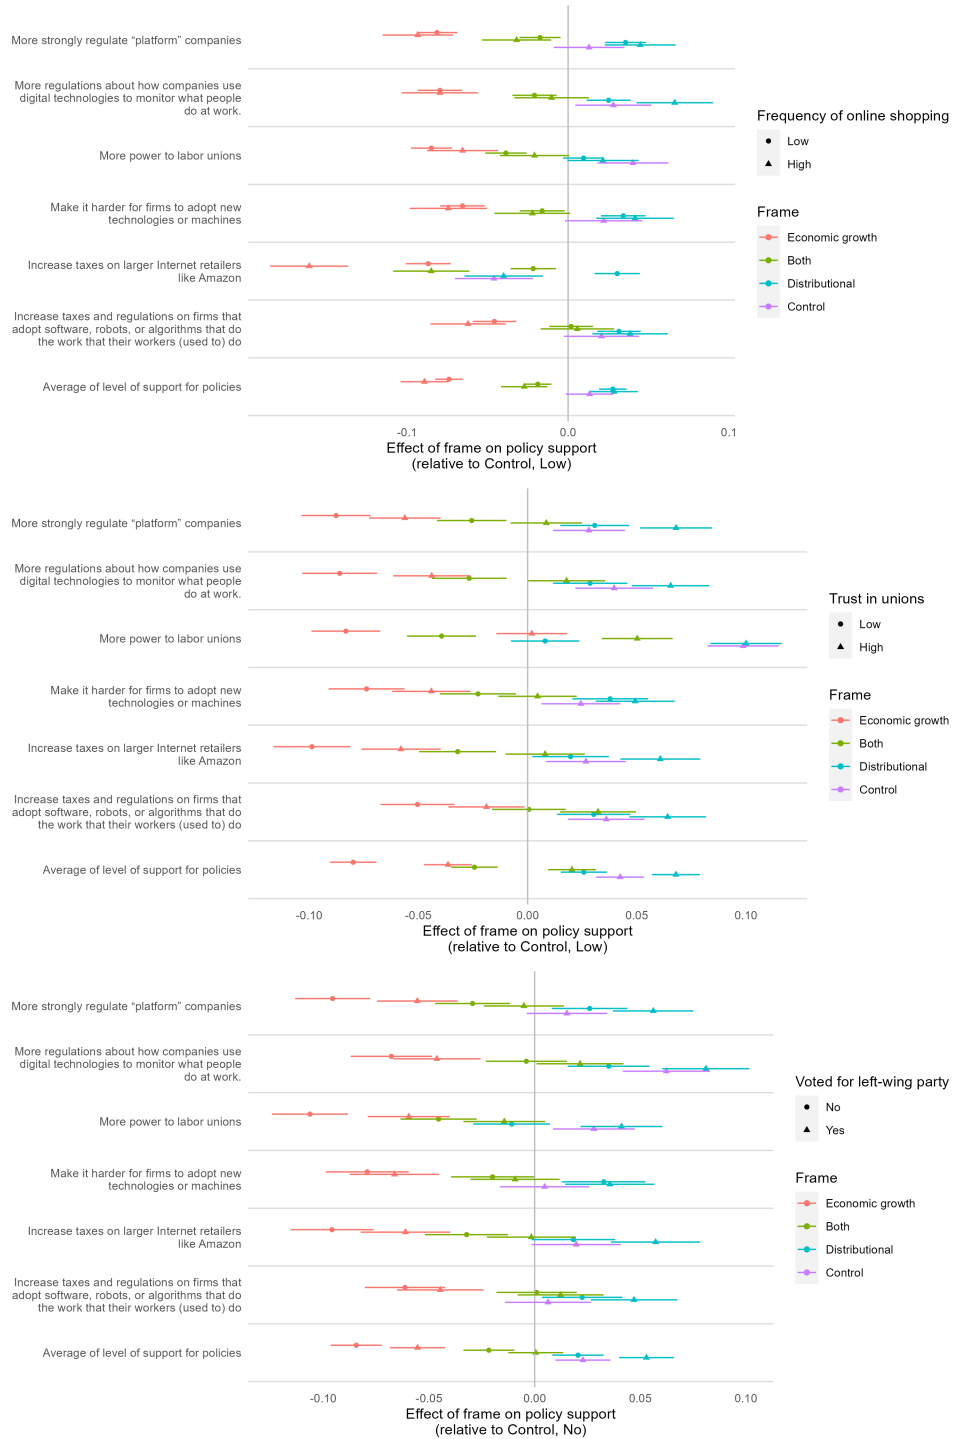 More strongly regulate “platform” companies
More regulations about how companies use
digital technologies to monitor what people
do at work.
More power to labor unions
Make it harder for firms to adopt new
technologies or machines
Increase taxes on larger Internet retailers
like Amazon
Increase taxes and regulations on firms that
adopt software, robots, or algorithms that do
the work that their workers (used to) do
Average of level of support for policies
-0.1 0.0 0.1
Effect of frame on policy support
(relative to Control, Low)
Frequency of online shopping
Low
High
Frame
Economic growth
Both
Distributional
Control
More strongly regulate “platform” companies
More regulations about how companies use
digital technologies to monitor what people
do at work.
More power to labor unions
Make it harder for firms to adopt new
technologies or machines
Increase taxes on larger Internet retailers
like Amazon
Increase taxes and regulations on firms that
adopt software, robots, or algorithms that do
the work that their workers (used to) do
Average of level of support for policies
-0.10 -0.05 0.00 0.05 0.10
Effect of frame on policy support
(relative to Control, Low)
Trust in unions
Low
High
Frame
Economic growth
Both
Distributional
Control
More strongly regulate “platform” companies
More regulations about how companies use
digital technologies to monitor what people
do at work.
More power to labor unions
Make it harder for firms to adopt new
technologies or machines
Increase taxes on larger Internet retailers
like Amazon
Increase taxes and regulations on firms that
adopt software, robots, or algorithms that do
the work that their workers (used to) do
Average of level of support for policies
-0.10 -0.05 0.00 0.05 0.10
Effect of frame on policy support
(relative to Control, No)
Voted for left-wing party
No
Yes
Frame
Economic growth
Both
Distributional
Control